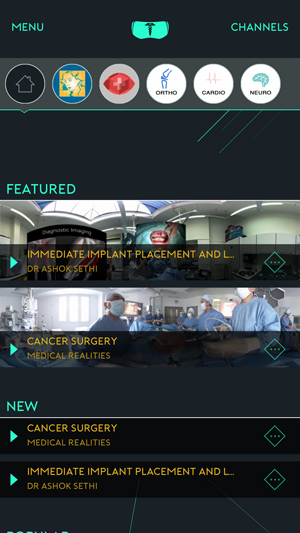 MENU CHANNELS
ORTHO CARDIO NEURO
FEATURED
Diagnostic Imaging
IMMEDIATE IMPLANT PLACEMENT AND L...
DR ASHOK SETHI
CANCER SURGERY
MEDICAL REALITIES
NEW
CANCER SURGERY
MEDICAL REALITIES
IMMEDIATE IMPLANT PLACEMENT AND L...
DR ASHOK SETHI
POPULAR